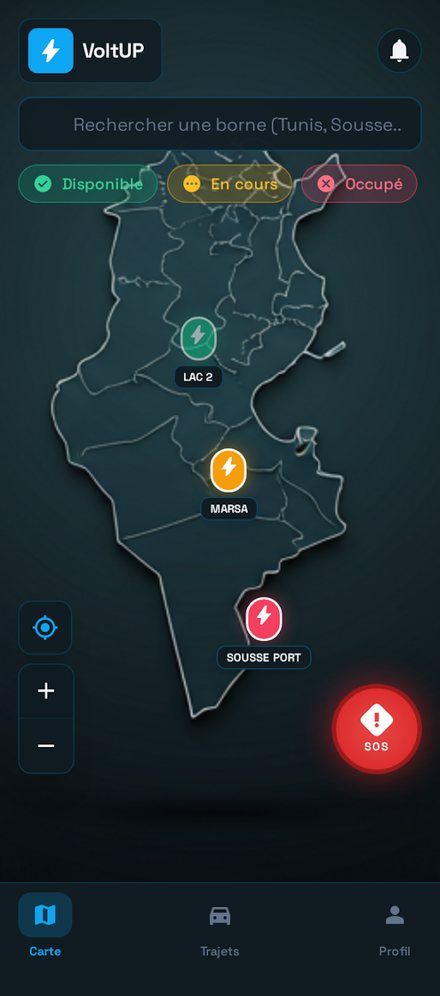 VoltUP
Rechercher une borne (Tunis, Sousse..
Disponible
En cours
Occupé
LAC 2
MARSA
SOUSSE PORT
+
−
SOS
Carte
Trajets
Profil